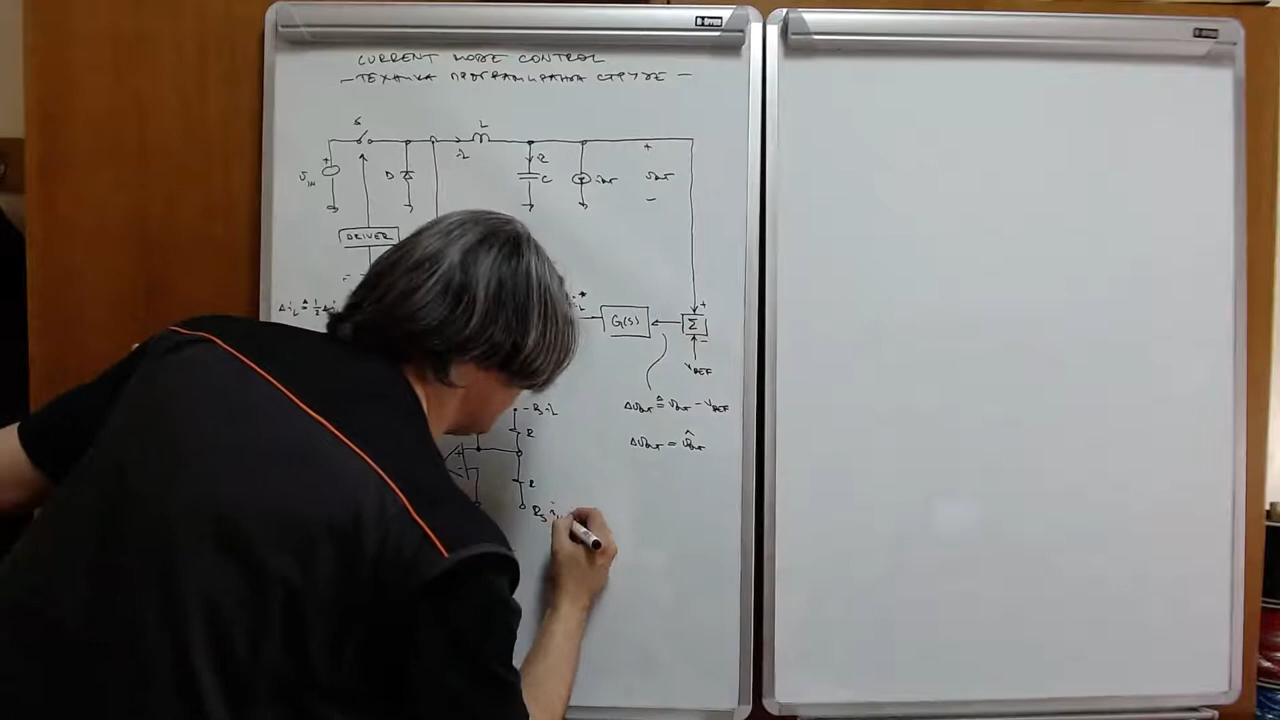 CURRENT MODE CONTROL
— ТЕХНИКА ПРОГРАМИРАНЕ СТРУЈЕ —
S
L
i_L
+
V_IN
D
C
i_OUT
+
v_OUT
−
DRIVER
G(s)
Σ
+
−
V_REF
Δv_OUT ≜ v_OUT − V_REF
Δv_OUT = v̂_OUT
R
R